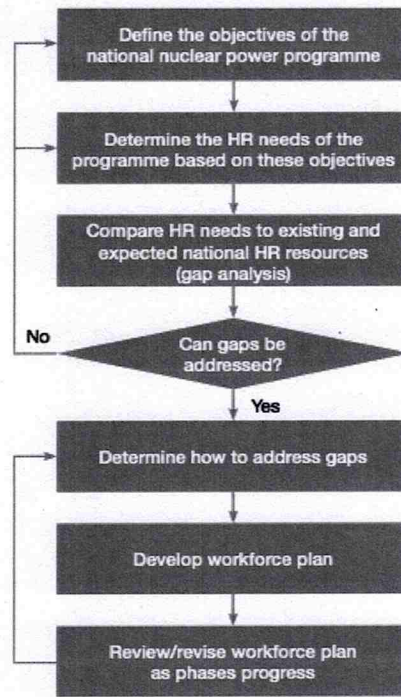 Define the objectives of the
national nuclear power programme
Determine the HR needs of the
programme based on these objectives
Compare HR needs to existing and
expected national HR resources
(gap analysis)
No
Can gaps be
addressed?
Yes
Determine how to address gaps
Develop workforce plan
Review/revise workforce plan
as phases progress